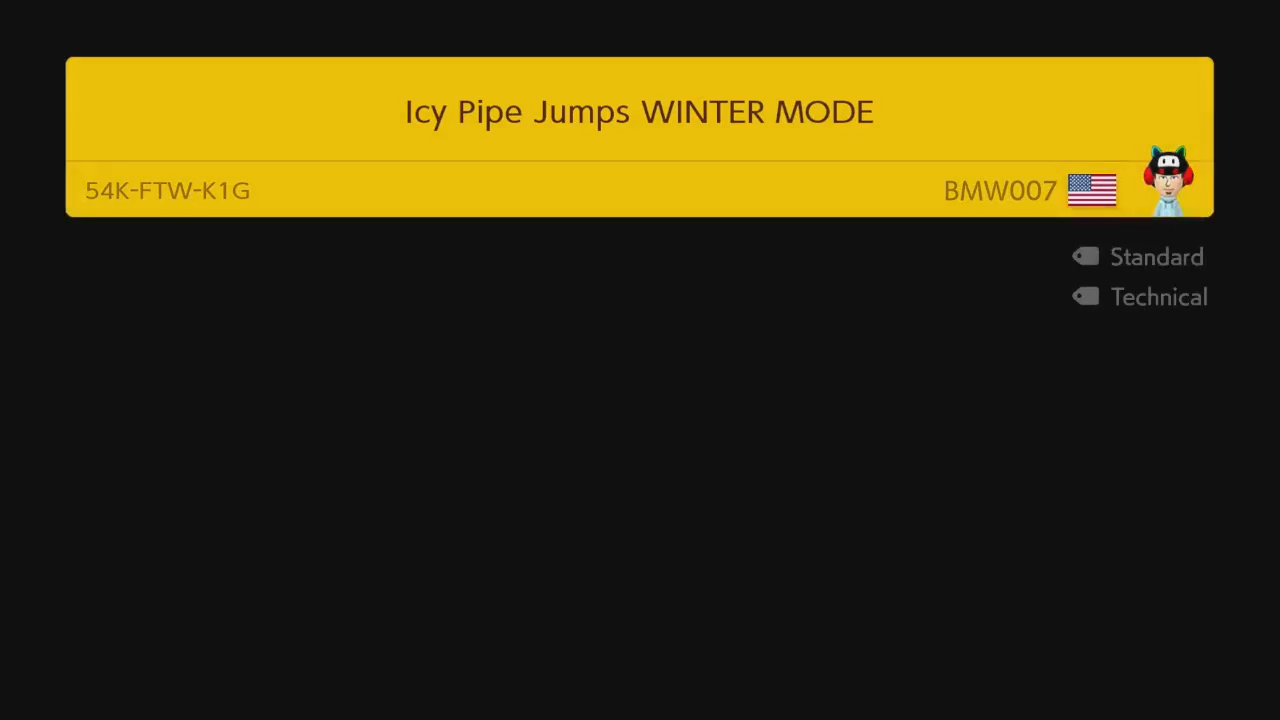 Icy Pipe Jumps WINTER MODE
54K-FTW-K1G
BMW007
Standard
Technical